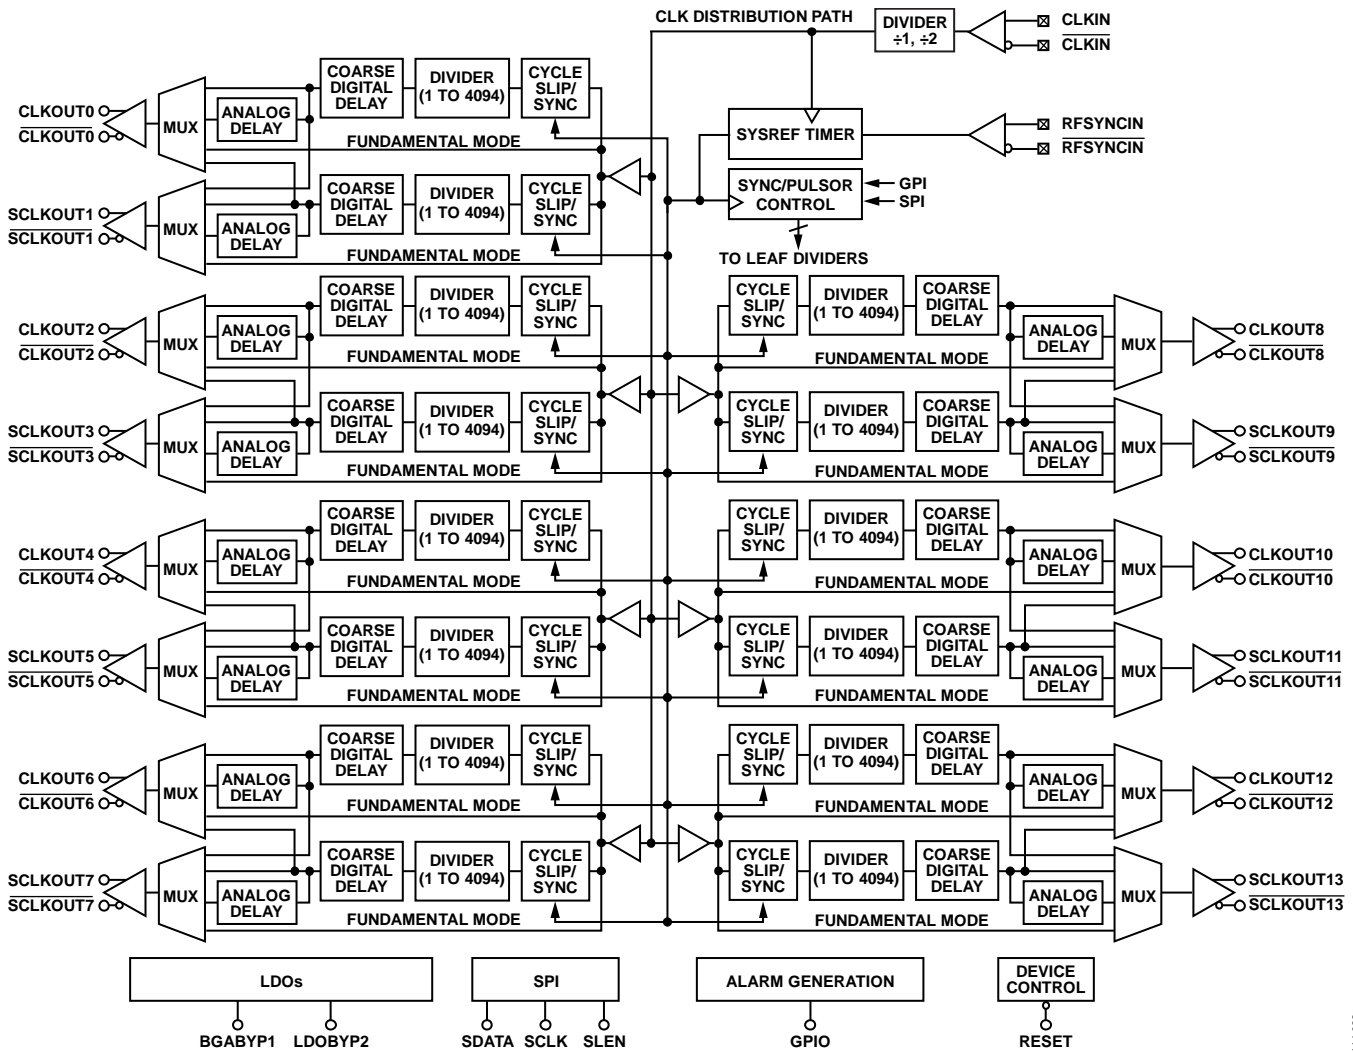 CLK DISTRIBUTION PATH
DIVIDER
÷1, ÷2
CLKIN
CLKIN
RFSYNCIN
RFSYNCIN
SYSREF TIMER
SYNC/PULSOR
CONTROL
GPI
SPI
TO LEAF DIVIDERS
CLKOUT0
CLKOUT0
MUX
ANALOG
DELAY
COARSE
DIGITAL
DELAY
DIVIDER
(1 TO 4094)
CYCLE
SLIP/
SYNC
FUNDAMENTAL MODE
SCLKOUT1
SCLKOUT1
MUX
ANALOG
DELAY
COARSE
DIGITAL
DELAY
DIVIDER
(1 TO 4094)
CYCLE
SLIP/
SYNC
FUNDAMENTAL MODE
CLKOUT2
CLKOUT2
MUX
ANALOG
DELAY
COARSE
DIGITAL
DELAY
DIVIDER
(1 TO 4094)
CYCLE
SLIP/
SYNC
FUNDAMENTAL MODE
SCLKOUT3
SCLKOUT3
MUX
ANALOG
DELAY
COARSE
DIGITAL
DELAY
DIVIDER
(1 TO 4094)
CYCLE
SLIP/
SYNC
FUNDAMENTAL MODE
CLKOUT4
CLKOUT4
MUX
ANALOG
DELAY
COARSE
DIGITAL
DELAY
DIVIDER
(1 TO 4094)
CYCLE
SLIP/
SYNC
FUNDAMENTAL MODE
SCLKOUT5
SCLKOUT5
MUX
ANALOG
DELAY
COARSE
DIGITAL
DELAY
DIVIDER
(1 TO 4094)
CYCLE
SLIP/
SYNC
FUNDAMENTAL MODE
CLKOUT6
CLKOUT6
MUX
ANALOG
DELAY
COARSE
DIGITAL
DELAY
DIVIDER
(1 TO 4094)
CYCLE
SLIP/
SYNC
FUNDAMENTAL MODE
SCLKOUT7
SCLKOUT7
MUX
ANALOG
DELAY
COARSE
DIGITAL
DELAY
DIVIDER
(1 TO 4094)
CYCLE
SLIP/
SYNC
FUNDAMENTAL MODE
CYCLE
SLIP/
SYNC
DIVIDER
(1 TO 4094)
COARSE
DIGITAL
DELAY
ANALOG
DELAY
MUX
CLKOUT8
CLKOUT8
FUNDAMENTAL MODE
CYCLE
SLIP/
SYNC
DIVIDER
(1 TO 4094)
COARSE
DIGITAL
DELAY
ANALOG
DELAY
MUX
SCLKOUT9
SCLKOUT9
FUNDAMENTAL MODE
CYCLE
SLIP/
SYNC
DIVIDER
(1 TO 4094)
COARSE
DIGITAL
DELAY
ANALOG
DELAY
MUX
CLKOUT10
CLKOUT10
FUNDAMENTAL MODE
CYCLE
SLIP/
SYNC
DIVIDER
(1 TO 4094)
COARSE
DIGITAL
DELAY
ANALOG
DELAY
MUX
SCLKOUT11
SCLKOUT11
FUNDAMENTAL MODE
CYCLE
SLIP/
SYNC
DIVIDER
(1 TO 4094)
COARSE
DIGITAL
DELAY
ANALOG
DELAY
MUX
CLKOUT12
CLKOUT12
FUNDAMENTAL MODE
CYCLE
SLIP/
SYNC
DIVIDER
(1 TO 4094)
COARSE
DIGITAL
DELAY
ANALOG
DELAY
MUX
SCLKOUT13
SCLKOUT13
FUNDAMENTAL MODE
LDOs
BGABYP1 LDOBYP2
SPI
SDATA SCLK SLEN
ALARM GENERATION
GPIO
DEVICE
CONTROL
RESET